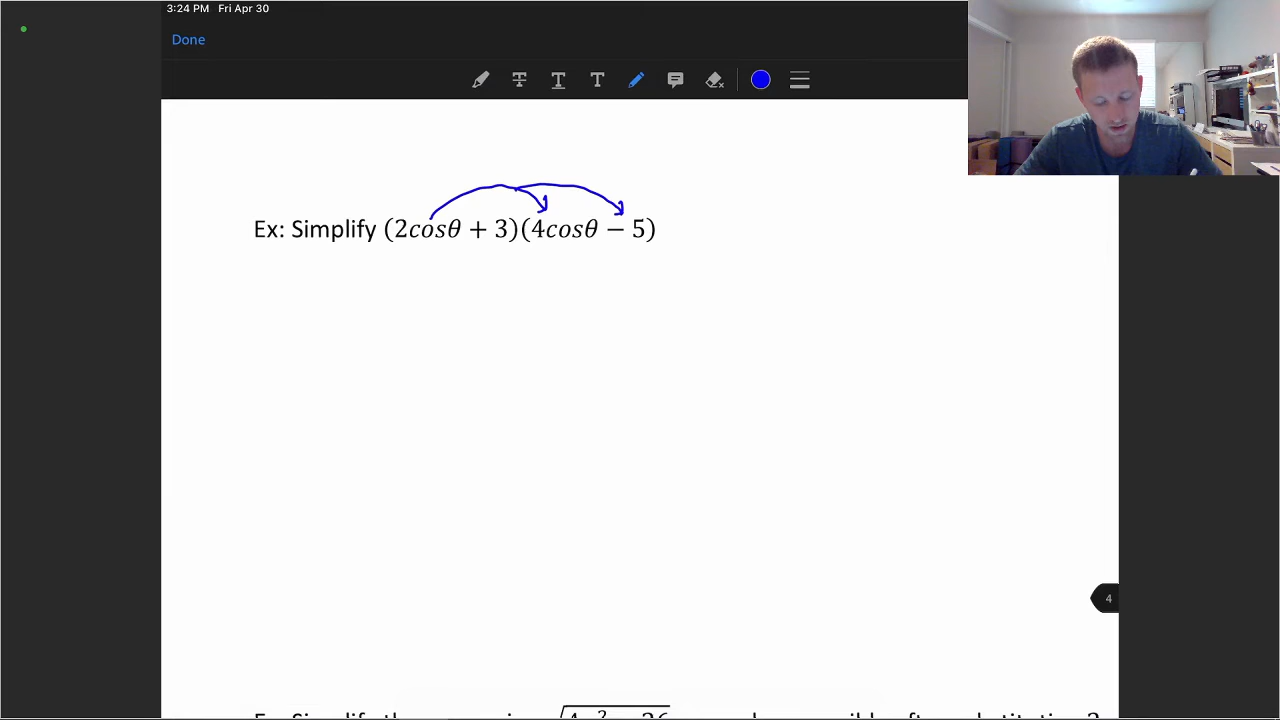 3:24 PM Fri Apr 30
Done
Ex: Simplify (2cosθ + 3)(4cosθ − 5)
4